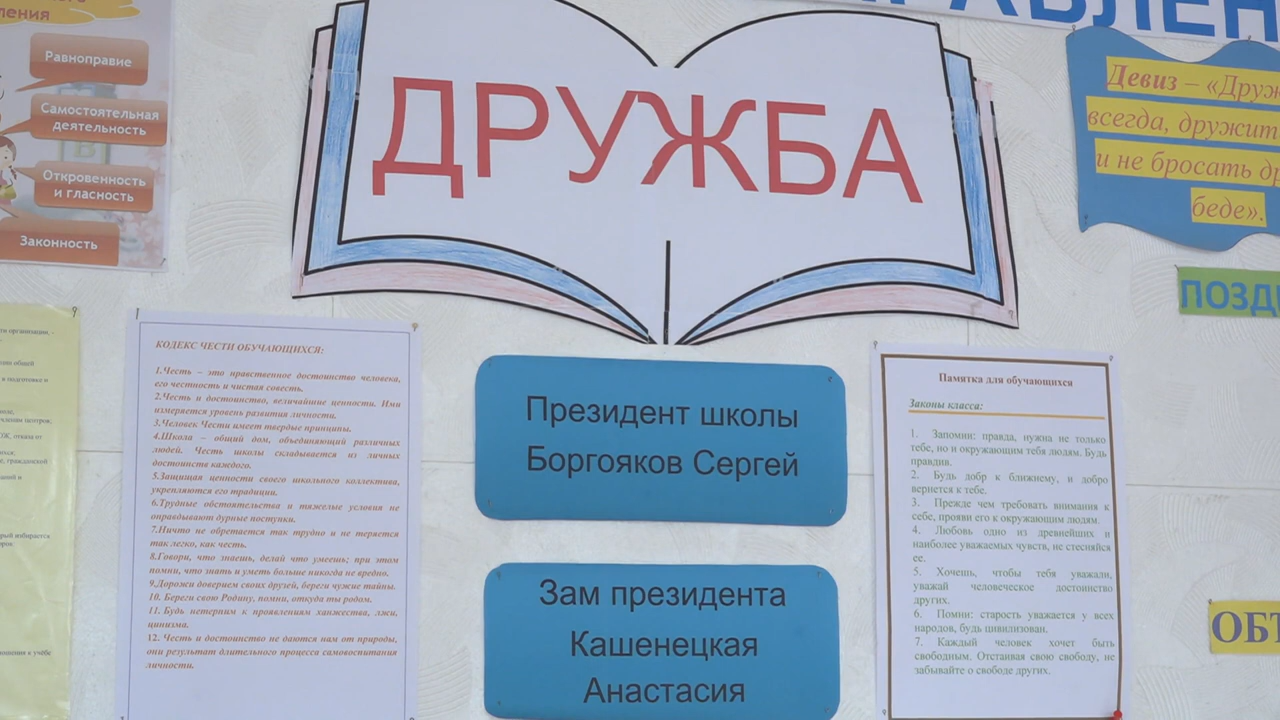 ления
Равноправие
Самостоятельная
деятельность
Откровенность
и гласность
Законность
ДРУЖБА
РАВЛЕН
Девиз – «Друж
всегда, дружит
и не бросать др
беде».
ПОЗД
КОДЕКС ЧЕСТИ ОБУЧАЮЩИХСЯ:
1.Честь – это нравственное достоинство человека,
его честность и чистая совесть.
2.Честь и достоинство, величайшие ценности. Ими
измеряется уровень развития личности.
3.Человек Чести имеет твердые принципы.
4.Школа – общий дом, объединяющий различных
людей. Честь школы складывается из личных
достоинств каждого.
5.Защищая ценности своего школьного коллектива,
укрепляются его традиции.
6.Трудные обстоятельства и тяжелые условия не
оправдывают дурные поступки.
7.Ничто не обретается так трудно и не теряется
так легко, как честь.
8.Говори, что знаешь, делай что умеешь; при этом
помни, что знать и уметь больше никогда не вредно.
9.Дорожи доверием своих друзей, береги чужие тайны.
10. Береги свою Родину, помни, откуда ты родом.
11. Будь нетерпим к проявлениям ханжества, лжи,
цинизма.
12. Честь и достоинство не даются нам от природы,
они результат длительного процесса самовоспитания
личности.
Президент школы
Боргояков Сергей
Зам президента
Кашенецкая
Анастасия
Памятка для обучающихся
Законы класса:
1. Запомни: правда, нужна не только
тебе, но и окружающим тебя людям. Будь
правдив.
2. Будь добр к ближнему, и добро
вернется к тебе.
3. Прежде чем требовать внимания к
себе, прояви его к окружающим людям.
4. Любовь одно из древнейших и
наиболее уважаемых чувств, не стесняйся
ее.
5. Хочешь, чтобы тебя уважали,
уважай человеческое достоинство
других.
6. Помни: старость уважается у всех
народов, будь цивилизован.
7. Каждый человек хочет быть
свободным. Отстаивая свою свободу, не
забывайте о свободе других.
ОБ